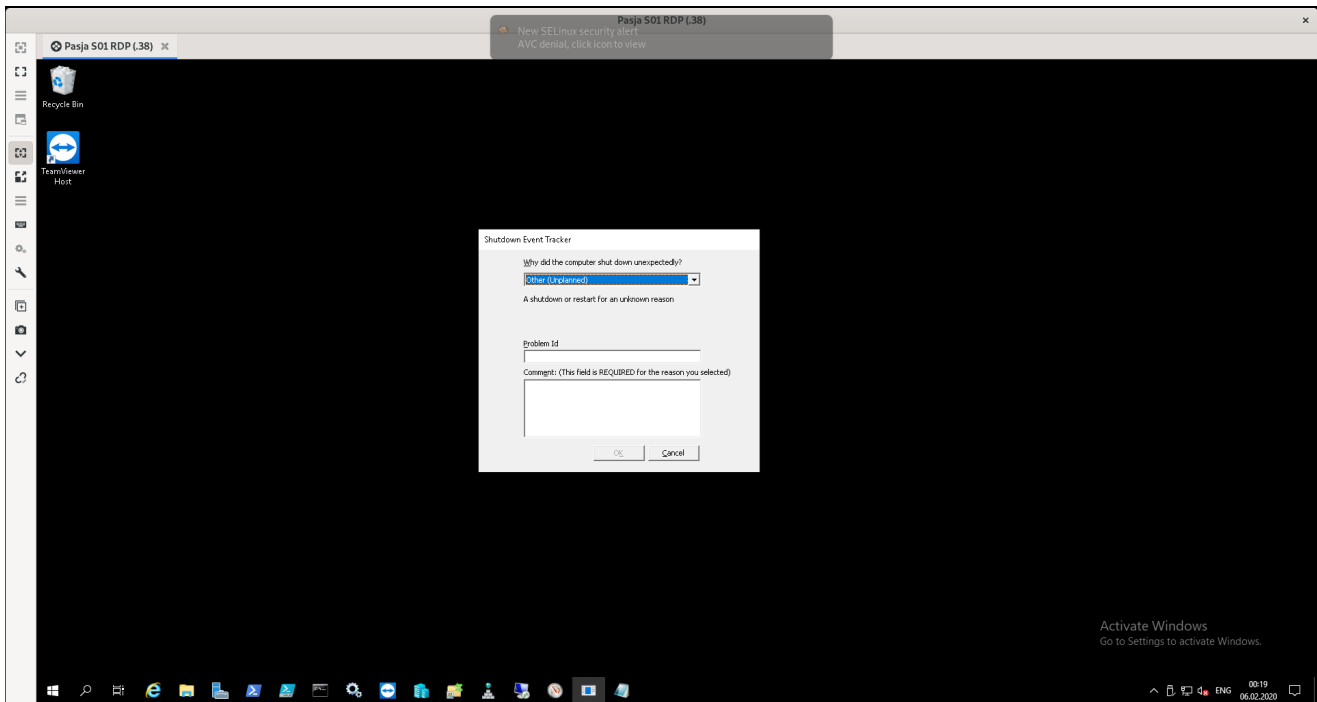 Pasja S01 RDP (.38)
New SELinux security alert
AVC denial, click icon to view
Pasja S01 RDP (.38)
Recycle Bin
TeamViewer
Host
Shutdown Event Tracker
Why did the computer shut down unexpectedly?
Other (Unplanned)
A shutdown or restart for an unknown reason
Problem Id
Comment: (This field is REQUIRED for the reason you selected)
OK
Cancel
Activate Windows
Go to Settings to activate Windows.
ENG
00:19
06.02.2020